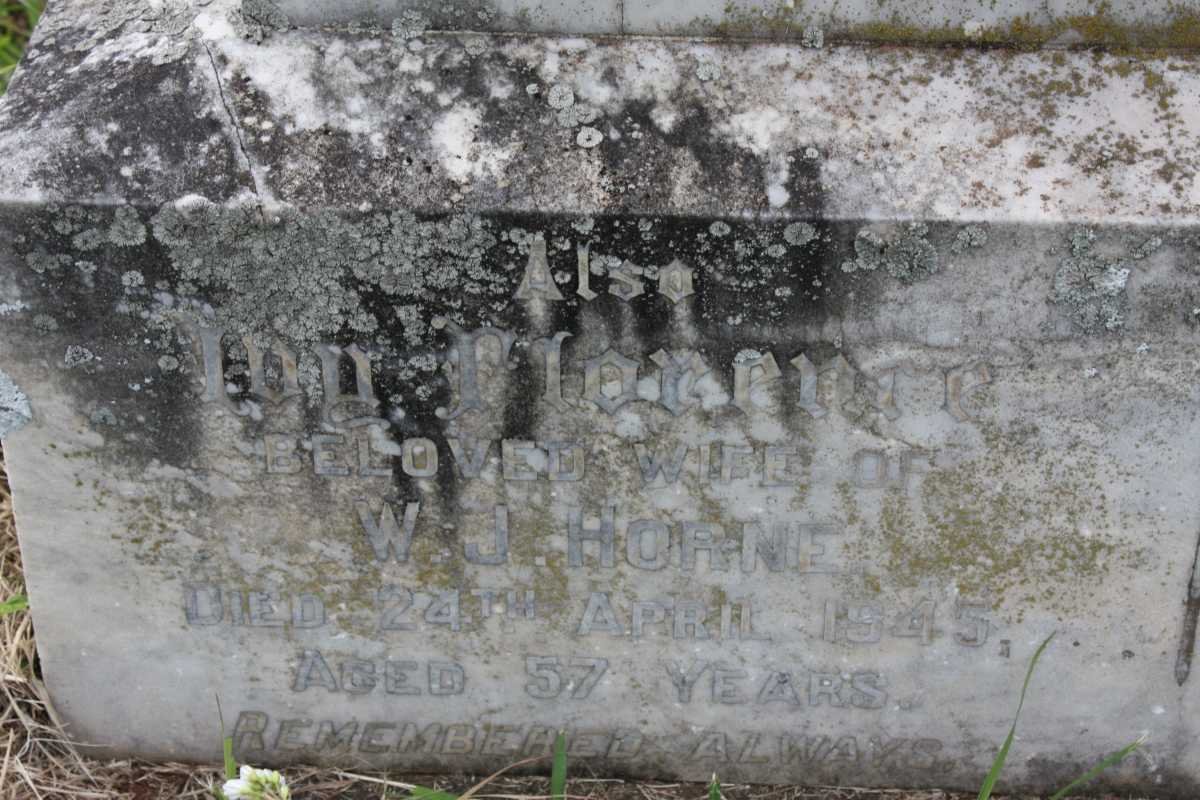 Also
Ivy Florence
BELOVED WIFE OF
W. J. HORNE
DIED 24TH APRIL 1945,
AGED 57 YEARS.
REMEMBERED ALWAYS.